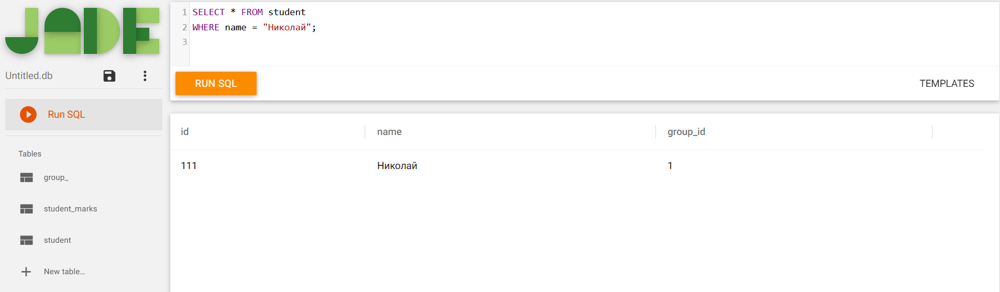 JADE
Untitled.db
Run SQL
Tables
group_
student_marks
student
New table...
1 SELECT * FROM student
2 WHERE name = "Николай";
3
RUN SQL
TEMPLATES
id name group_id
111 Николай 1